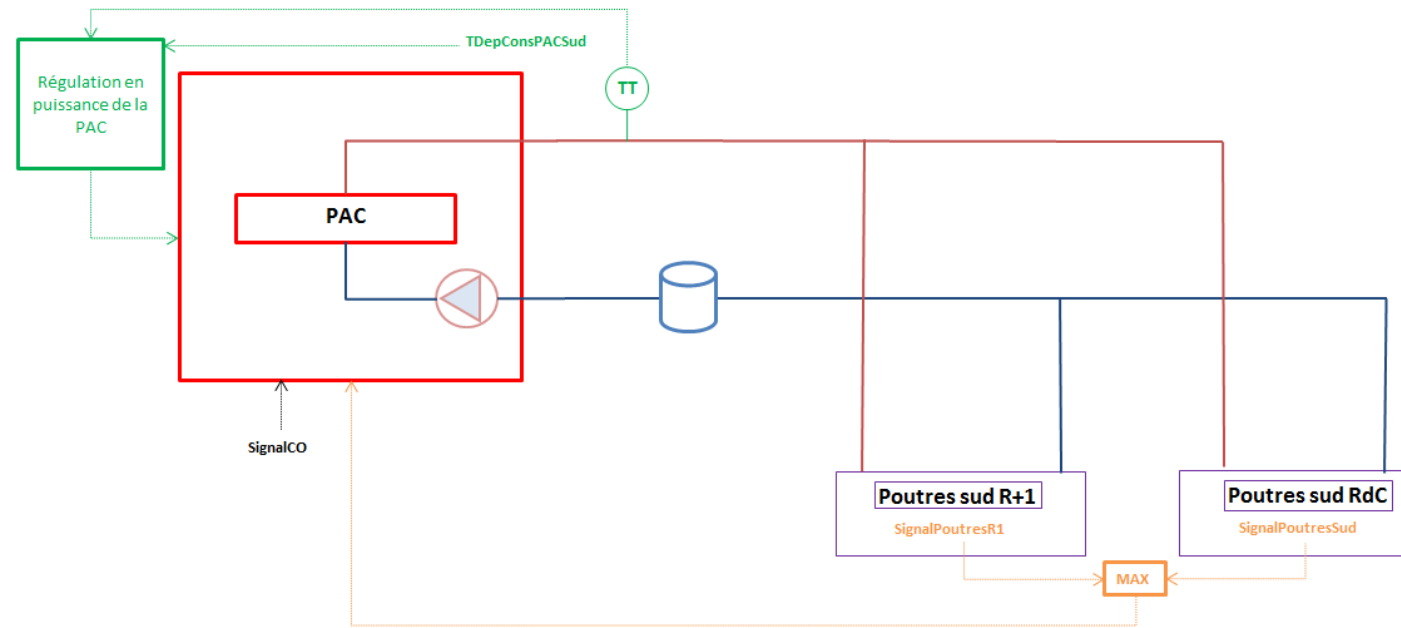 TDepConsPACSud
Régulation en
puissance de la
PAC
TT
PAC
SignalCO
Poutres sud R+1
SignalPoutresR1
Poutres sud RdC
SignalPoutresSud
MAX